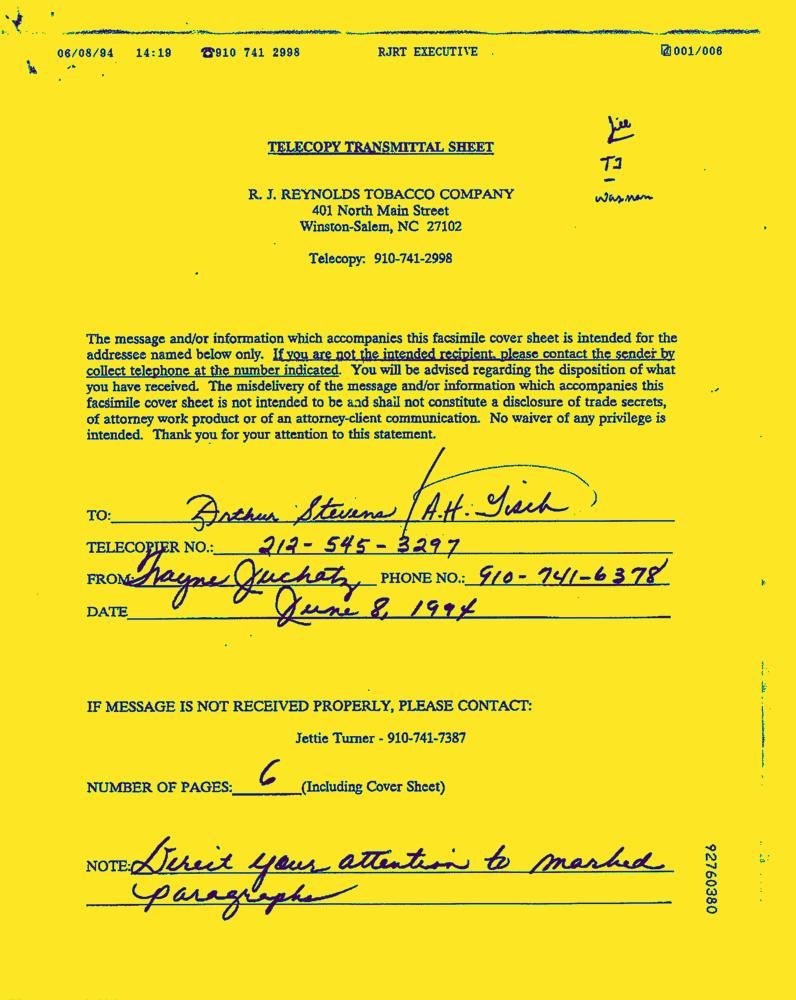 06/08/94 14:19 ☎910 741 2998 RJRT EXECUTIVE 001/006
Jill
TJ
TELECOPY TRANSMITTAL SHEET
R. J. REYNOLDS TOBACCO COMPANY
401 North Main Street
Winston-Salem, NC 27102
Telecopy: 910-741-2998
The message and/or information which accompanies this facsimile cover sheet is intended for the
addressee named below only. If you are not the intended recipient, please contact the sender by
collect telephone at the number indicated. You will be advised regarding the disposition of what
you have received. The misdelivery of the message and/or information which accompanies this
facsimile cover sheet is not intended to be and shall not constitute a disclosure of trade secrets,
of attorney work product or of an attorney-client communication. No waiver of any privilege is
intended. Thank you for your attention to this statement.
TO: Arthur Stevens / A.H. Tisch
TELECOPIER NO.: 212-545-3297
FROM: Wayne Juchatz PHONE NO.: 910-741-6378
DATE June 8, 1994
IF MESSAGE IS NOT RECEIVED PROPERLY, PLEASE CONTACT:
Jettie Turner - 910-741-7387
NUMBER OF PAGES: 6 (Including Cover Sheet)
NOTE: Direct your attention to marked
paragraphs
92760380